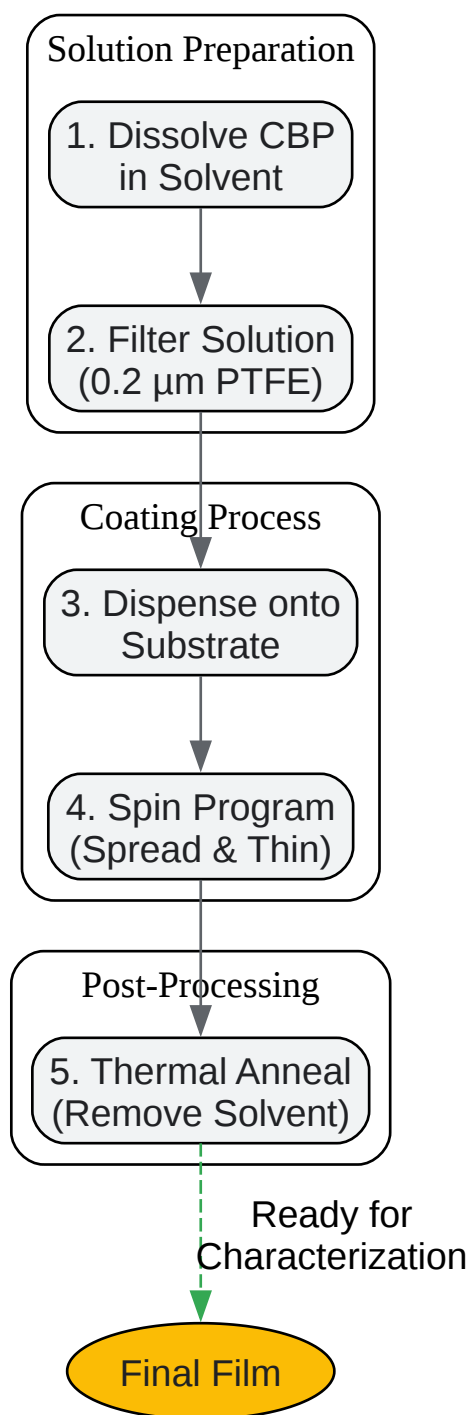 Solution Preparation
1. Dissolve CBP
in Solvent
2. Filter Solution
(0.2 µm PTFE)
Coating Process
3. Dispense onto
Substrate
4. Spin Program
(Spread & Thin)
Post-Processing
5. Thermal Anneal
(Remove Solvent)
Ready for
Characterization
Final Film